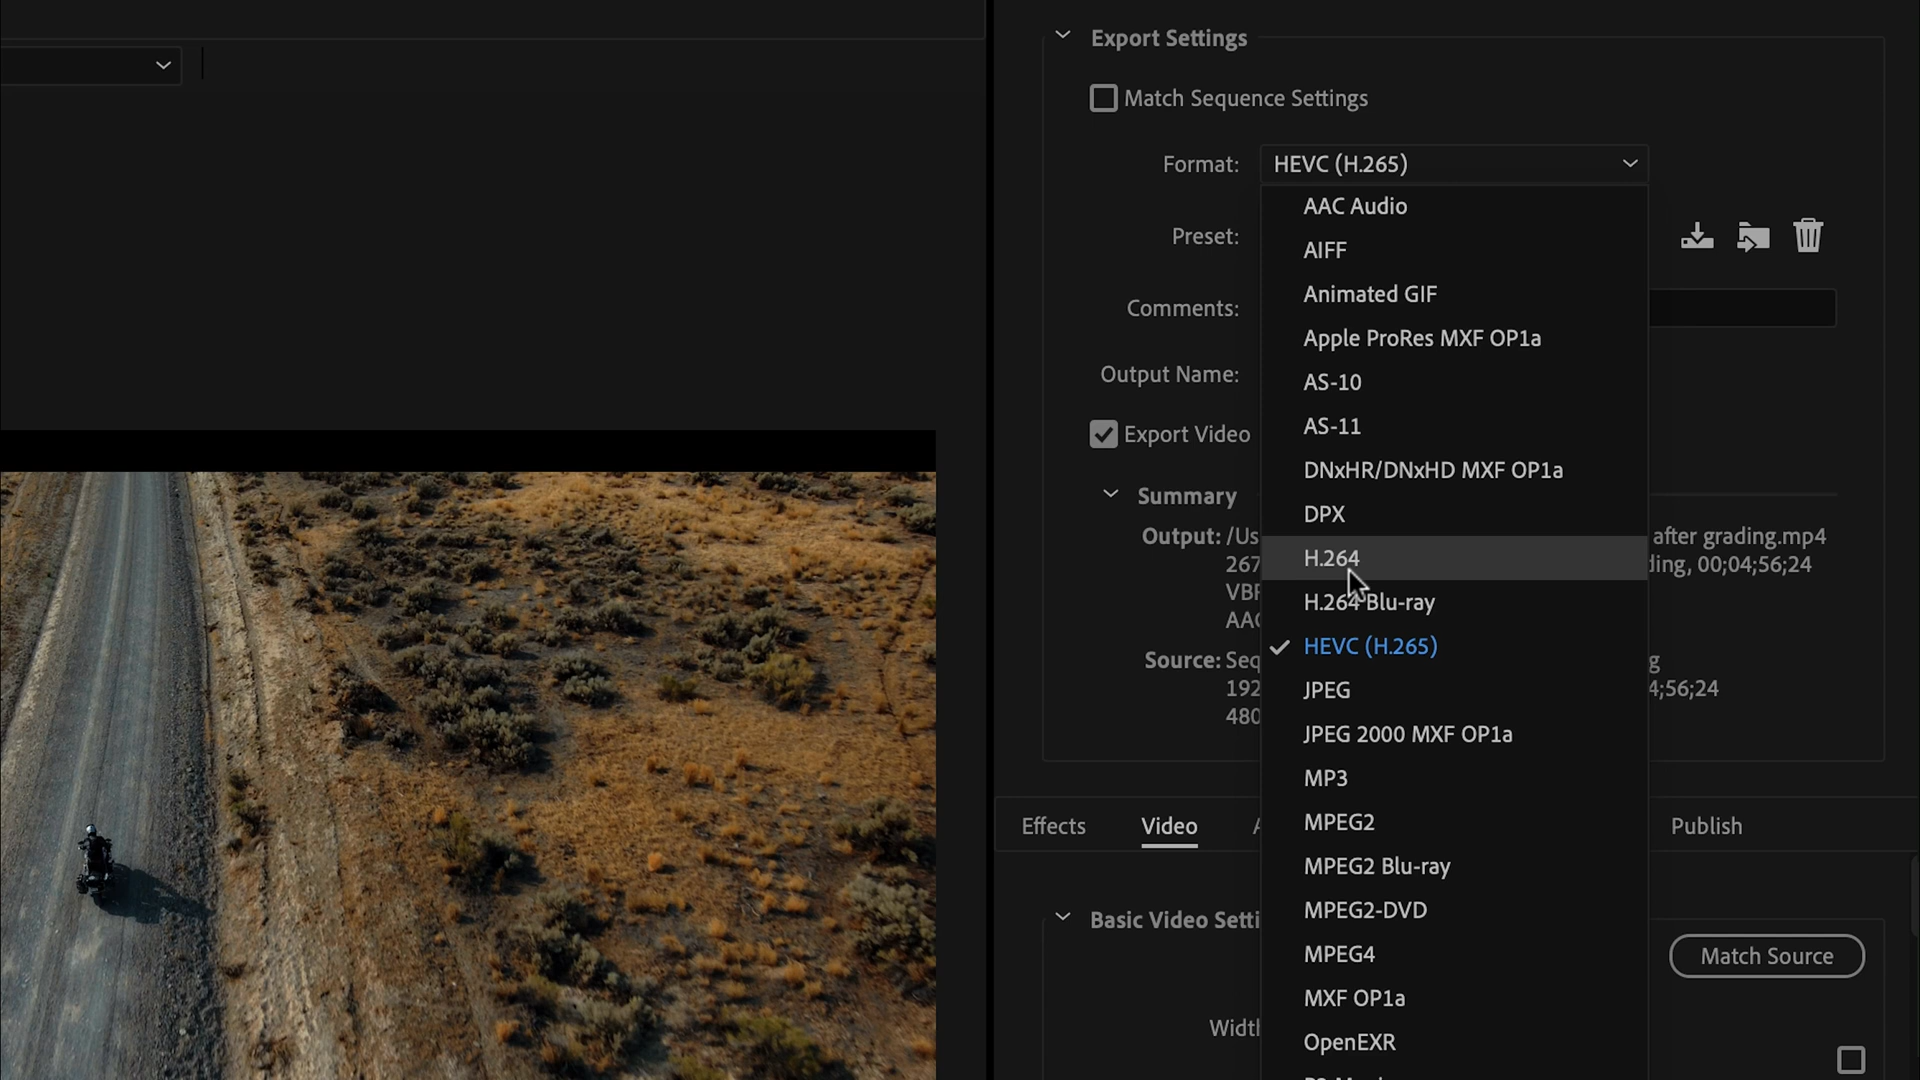 Export Settings
Match Sequence Settings
Format: HEVC (H.265)
AAC Audio
Preset:
AIFF
Animated GIF
Comments:
Apple ProRes MXF OP1a
Output Name:
AS-10
AS-11
Export Video
DNxHR/DNxHD MXF OP1a
Summary
DPX
Output: /Us after grading.mp4
H.264
267 ding, 00;04;56;24
VBR
H.264 Blu-ray
AAC
HEVC (H.265)
Source: Seq g
192 4;56;24
JPEG
480
JPEG 2000 MXF OP1a
MP3
MPEG2
Effects Video A Publish
MPEG2 Blu-ray
MPEG2-DVD
Basic Video Setti
MPEG4
Match Source
MXF OP1a
Width
OpenEXR